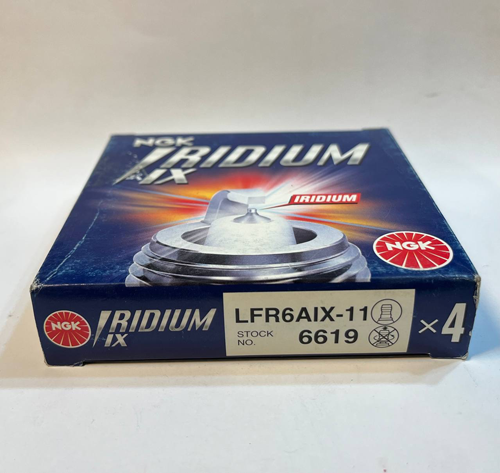 NGK
IRIDIUM
IX
IRIDIUM
NGK
NGK
IRIDIUM
IX
LFR6AIX-11
STOCK
NO.
6619
×4